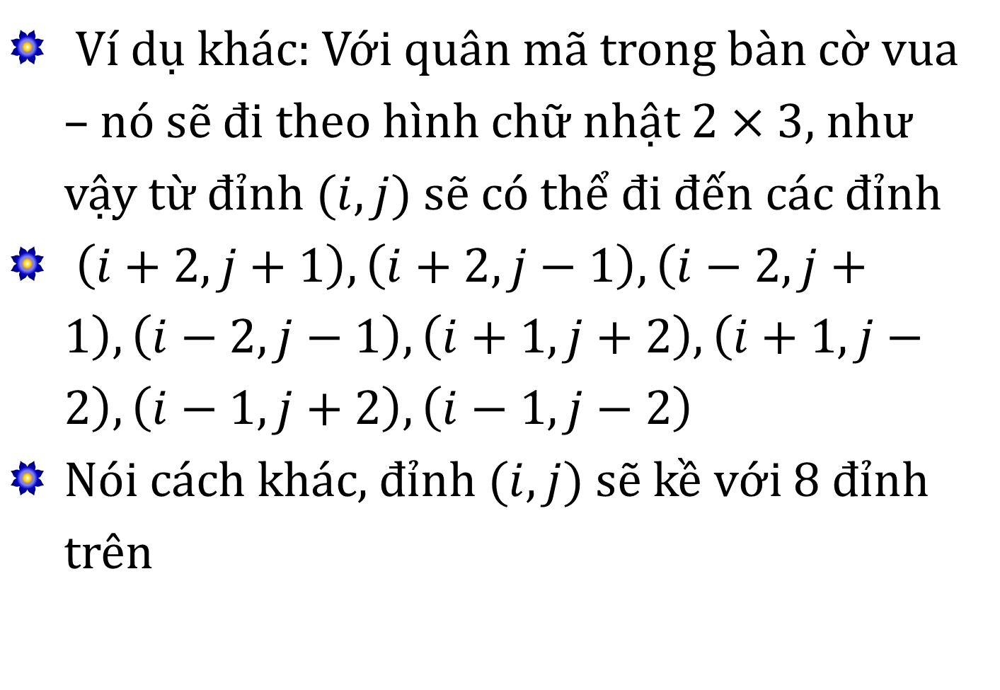 Ví dụ khác: Với quân mã trong bàn cờ vua
– nó sẽ đi theo hình chữ nhật 2 × 3, như
vậy từ đỉnh (i, j) sẽ có thể đi đến các đỉnh
(i + 2, j + 1), (i + 2, j − 1), (i − 2, j +
1), (i − 2, j − 1), (i + 1, j + 2), (i + 1, j −
2), (i − 1, j + 2), (i − 1, j − 2)
Nói cách khác, đỉnh (i, j) sẽ kề với 8 đỉnh
trên